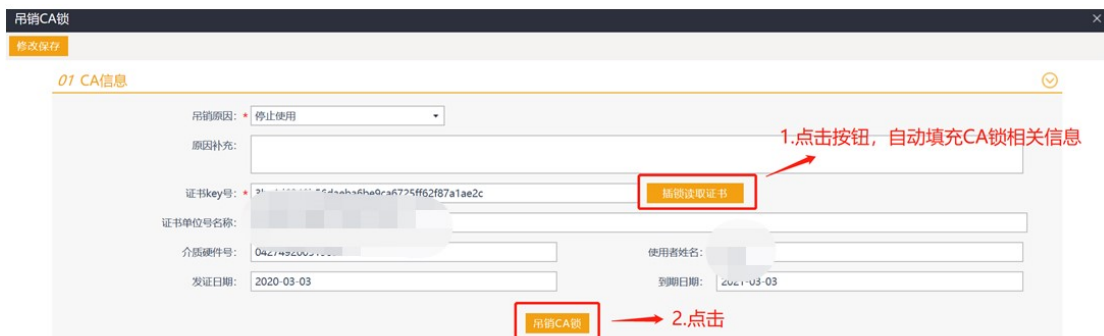 吊销CA锁
修改保存
01 CA信息
吊销原因: * 停止使用
1.点击按钮，自动填充CA锁相关信息
原因补充:
证书key号: * 插锁读取证书
证书单位号名称:
介质硬件号: 使用者姓名:
发证日期: 2020-03-03 到期日期: 2021-03-03
吊销CA锁 2.点击